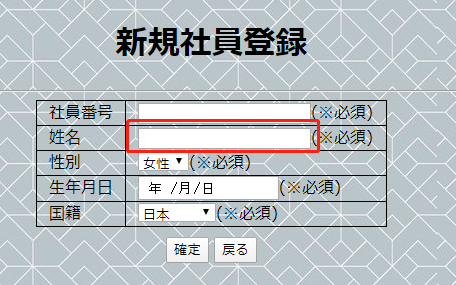 新規社員登録
社員番号 (※必須)
姓名 (※必須)
性別 女性 (※必須)
生年月日 年 /月/日 (※必須)
国籍 日本 (※必須)
確定 戻る